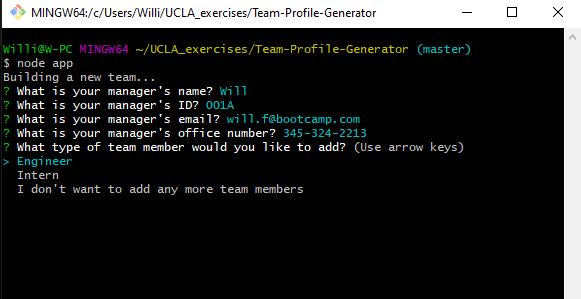 MINGW64:/c/Users/Willi/UCLA_exercises/Team-Profile-Generator
Willi@W-PC MINGW64 ~/UCLA_exercises/Team-Profile-Generator (master)
$ node app
Building a new team...
? What is your manager's name? Will
? What is your manager's ID? 001A
? What is your manager's email? will.f@bootcamp.com
? What is your manager's office number? 345-324-2213
? What type of team member would you like to add? (Use arrow keys)
> Engineer
  Intern
  I don't want to add any more team members